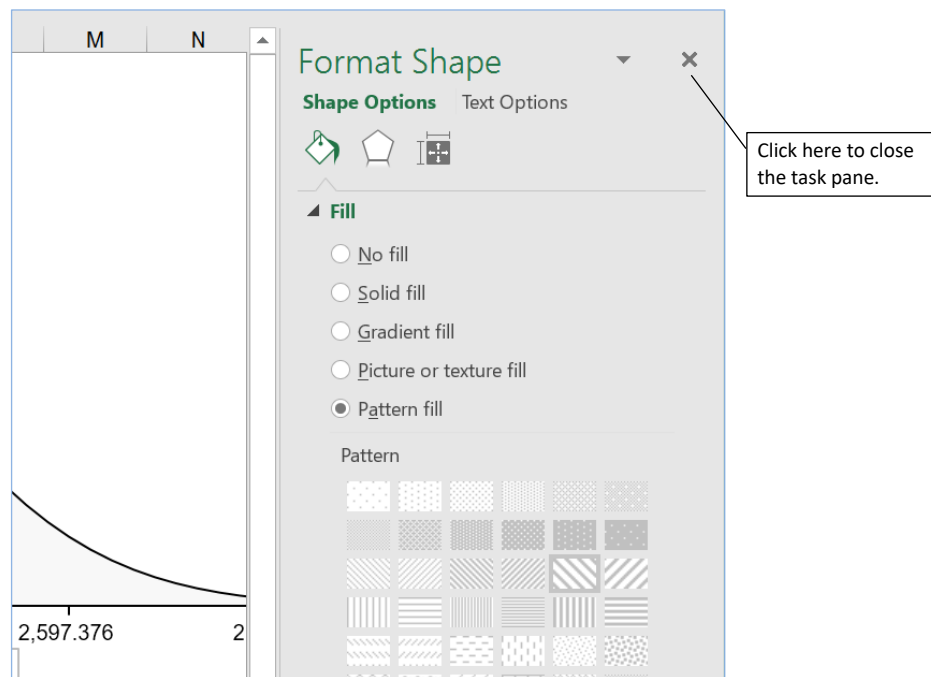 M N
Format Shape
Shape Options Text Options
Click here to close
the task pane.
Fill
No fill
Solid fill
Gradient fill
Picture or texture fill
Pattern fill
Pattern
2,597.376 2